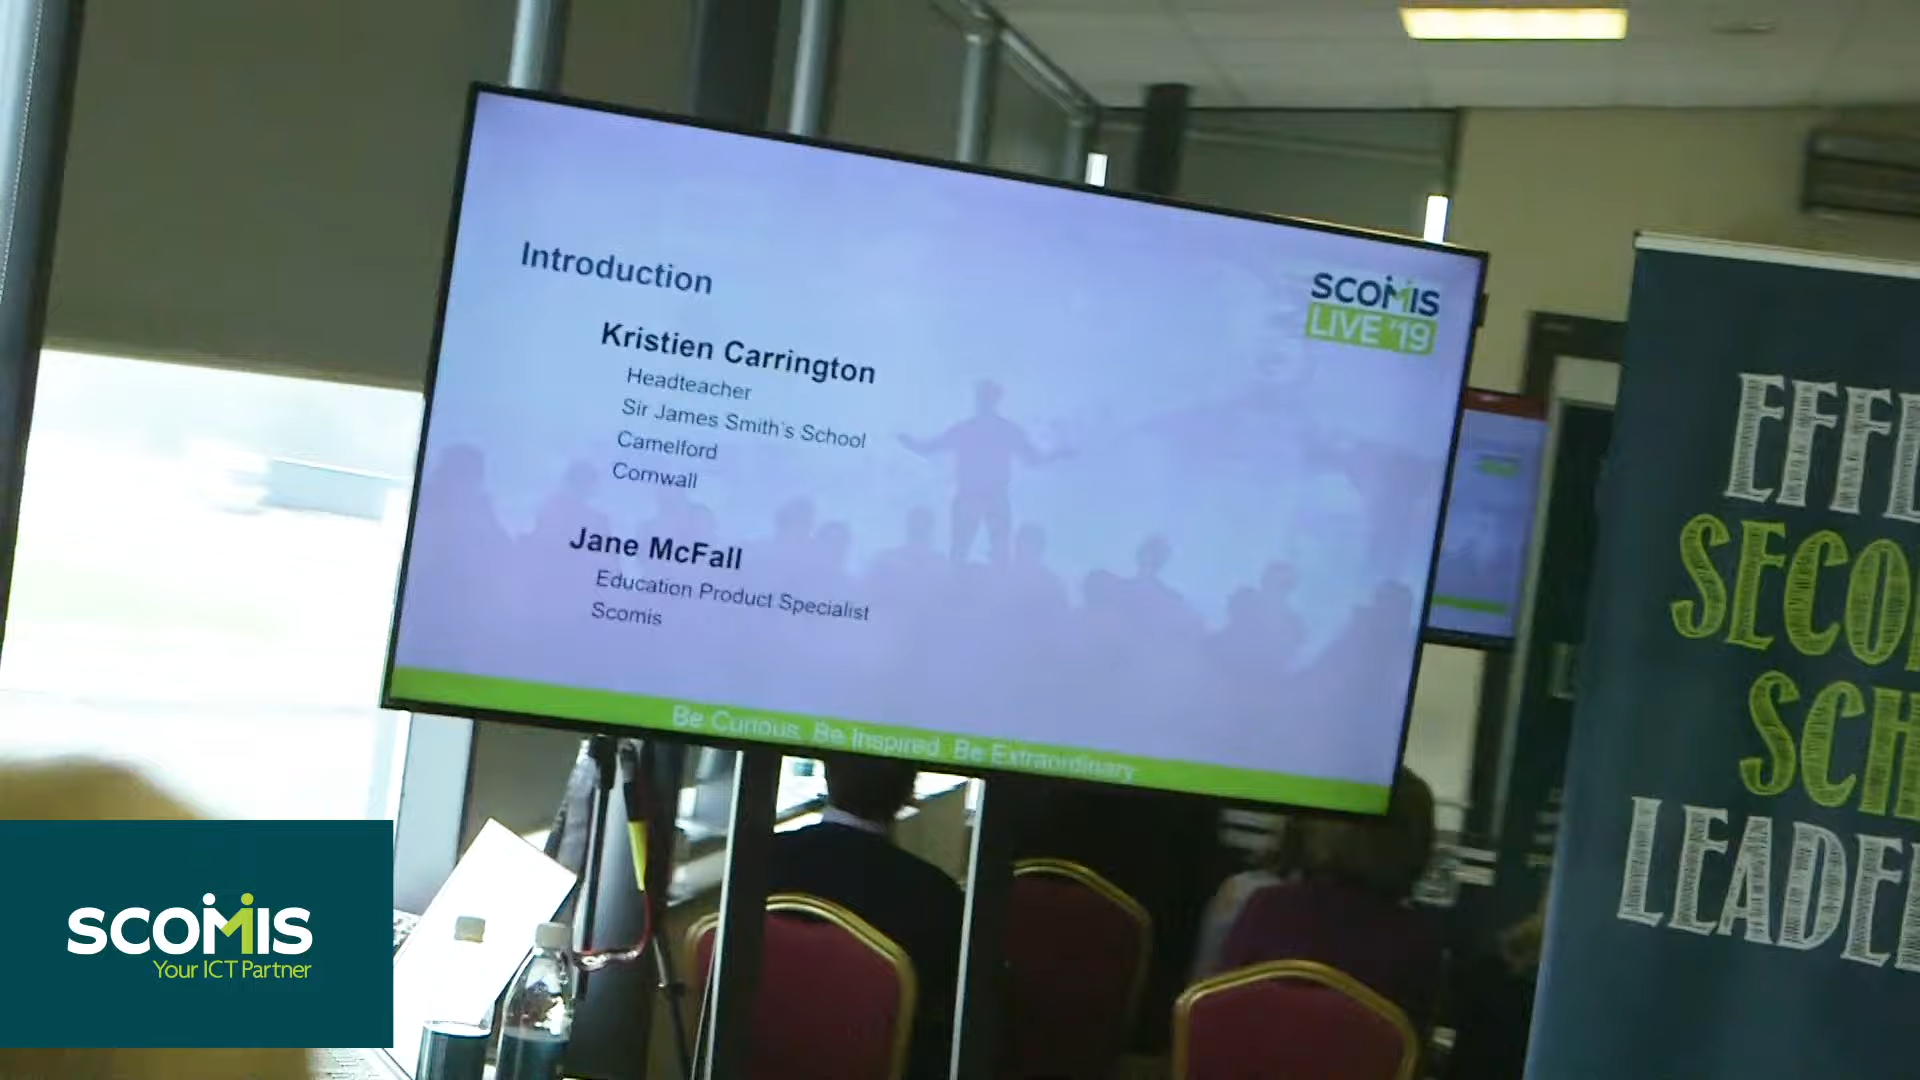 Introduction
SCOMIS
LIVE '19
Kristien Carrington
Headteacher
Sir James Smith's School
Camelford
Cornwall
Jane McFall
Education Product Specialist
Scomis
Be Curious. Be Inspired. Be Extraordinary
EFFE
SECO
SCH
LEADE
SCOMIS
Your ICT Partner